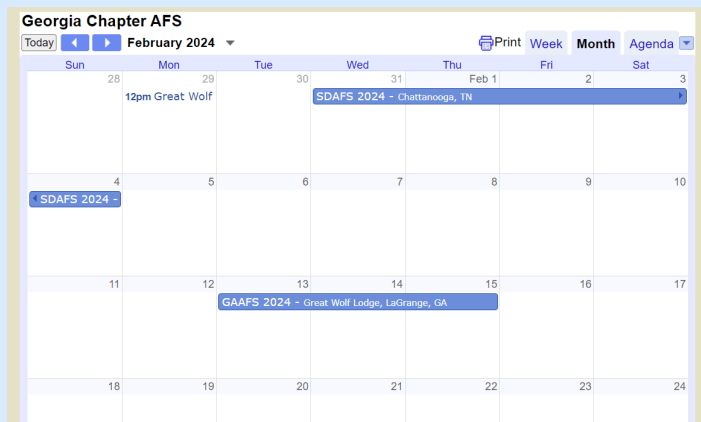 Georgia Chapter AFS
Today February 2024 Print Week Month Agenda
Sun Mon Tue Wed Thu Fri Sat
28 29 30 31 Feb 1 2 3
12pm Great Wolf SDAFS 2024 - Chattanooga, TN
4 5 6 7 8 9 10
SDAFS 2024 -
11 12 13 14 15 16 17
GAAFS 2024 - Great Wolf Lodge, LaGrange, GA
18 19 20 21 22 23 24